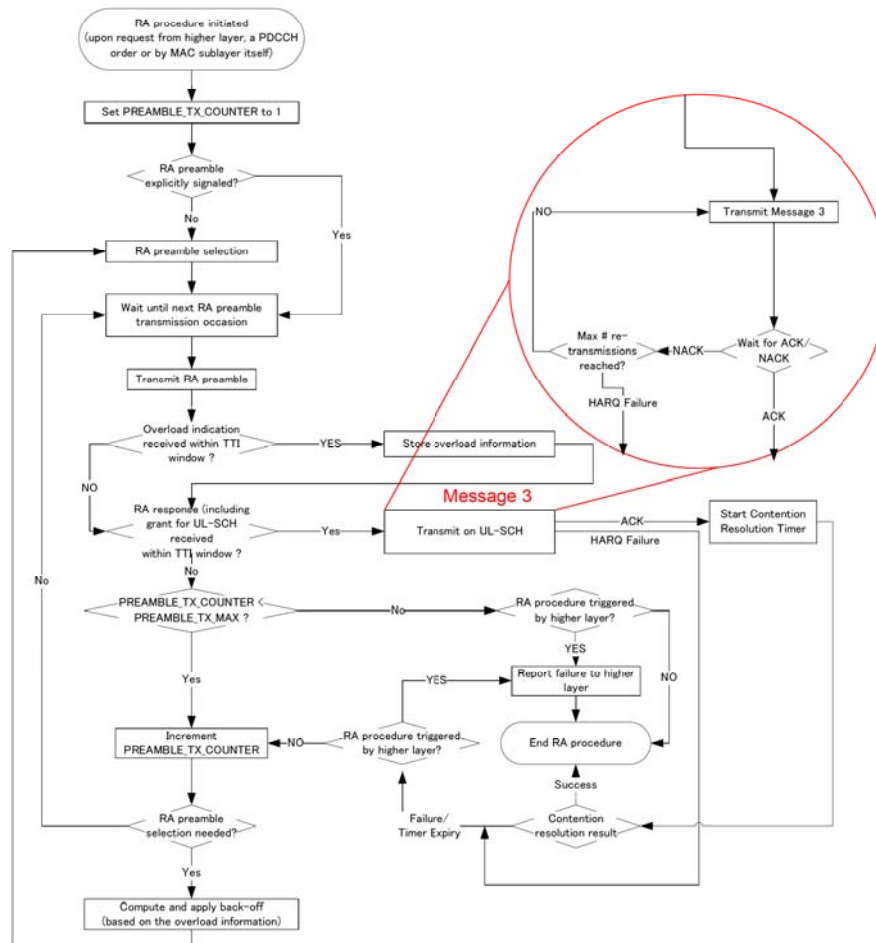 RA procedure initiated
(upon request from higher layer, a PDCCH
order or by MAC sublayer itself)
Set PREAMBLE_TX_COUNTER to 1
RA preamble
explicitly signaled?
No
Yes
RA preamble selection
Wait until next RA preamble
transmission occasion
Transmit RA preamble
Overload indication
received within TTI
window ?
YES
Store overload information
NO
RA response (including
grant for UL-SCH
received
within TTI window ?
Yes
No
Message 3
Transmit on UL-SCH
ACK
HARQ Failure
Start Contention
Resolution Timer
NO
Transmit Message 3
Max # re-
transmissions
reached?
NACK
Wait for ACK/
NACK
HARQ Failure
ACK
No
PREAMBLE_TX_COUNTER <
PREAMBLE_TX_MAX ?
No
RA procedure triggered
by higher layer?
YES
NO
Report failure to higher
layer
Yes
YES
Increment
PREAMBLE_TX_COUNTER
NO
RA procedure triggered
by higher layer?
End RA procedure
Success
Contention
resolution result
Failure/
Timer Expiry
RA preamble
selection needed?
Yes
Compute and apply back-off
(based on the overload information)